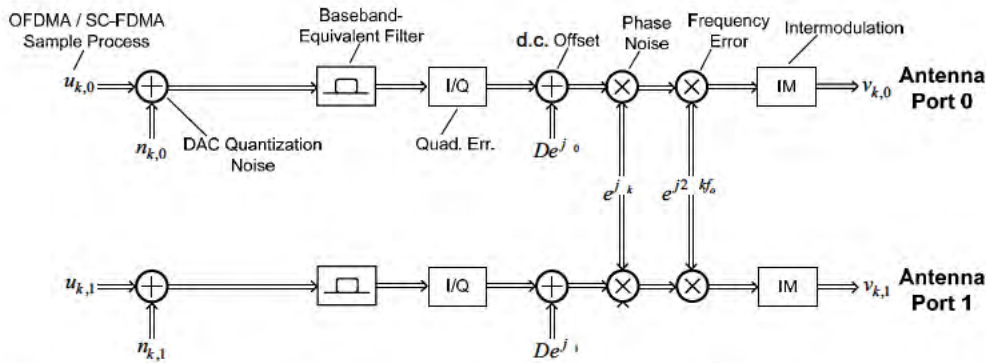 OFDMA / SC-FDMA
Sample Process
Baseband-
Equivalent Filter
d.c. Offset
Phase
Noise
Frequency
Error
Intermodulation
u_{k,0}
I/Q
IM
v_{k,0}
Antenna
Port 0
n_{k,0}
DAC Quantization
Noise
Quad. Err.
De^{j 0}
e^{j k}
e^{j2 kf_o}
u_{k,1}
I/Q
IM
v_{k,1}
Antenna
Port 1
n_{k,1}
De^{j 1}